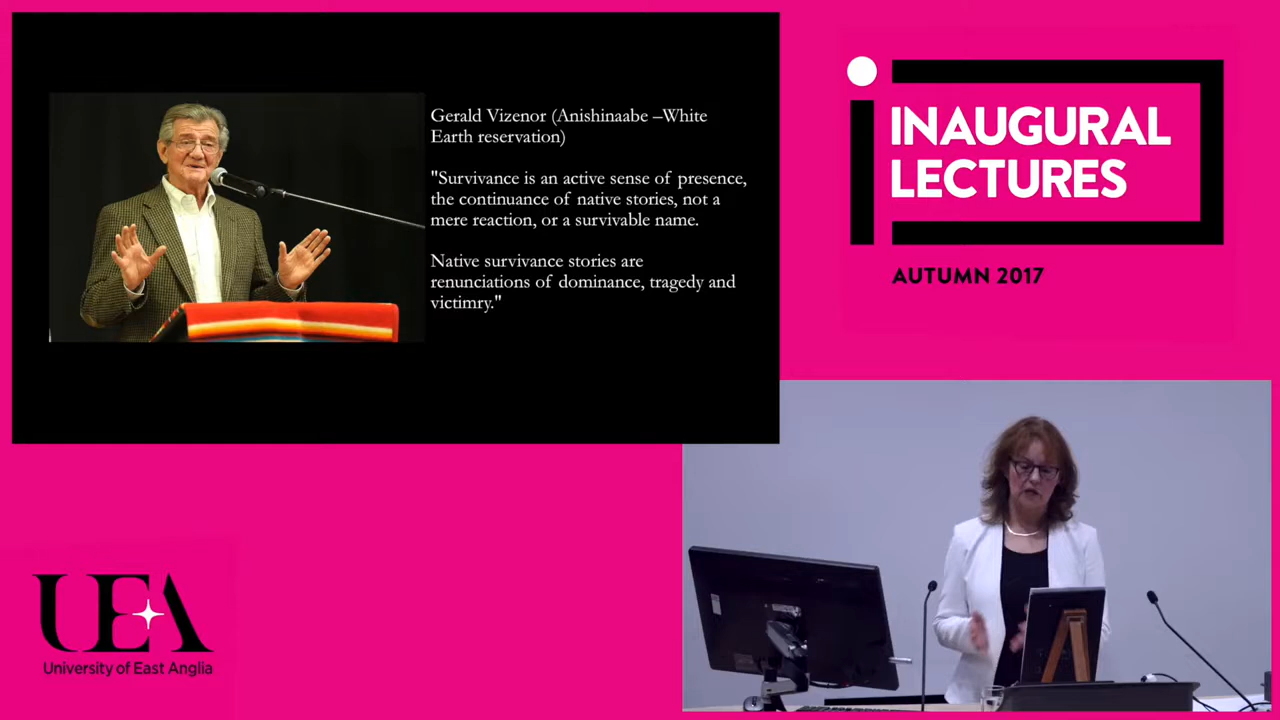 Gerald Vizenor (Anishinaabe –White
Earth reservation)
"Survivance is an active sense of presence,
the continuance of native stories, not a
mere reaction, or a survivable name.
Native survivance stories are
renunciations of dominance, tragedy and
victimry."
INAUGURAL
LECTURES
AUTUMN 2017
UEA
University of East Anglia